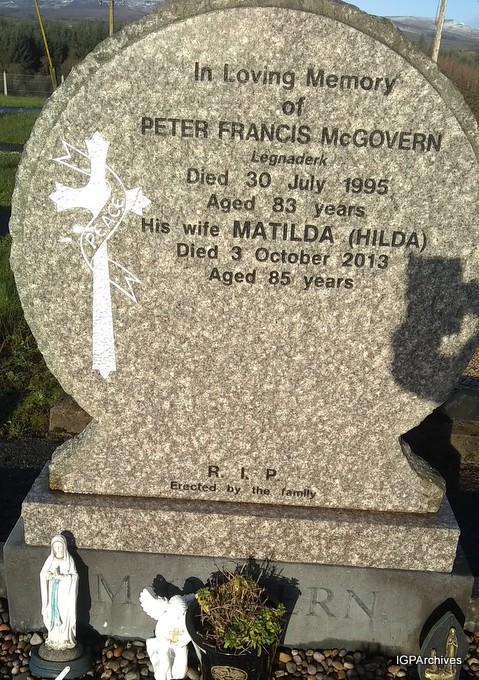 In Loving Memory
of
PETER FRANCIS McGOVERN
Legnaderk
Died 30 July 1995
Aged 83 years
His wife MATILDA (HILDA)
Died 3 October 2013
Aged 85 years
PEACE
R. I. P.
Erected by the family
IGPArchives